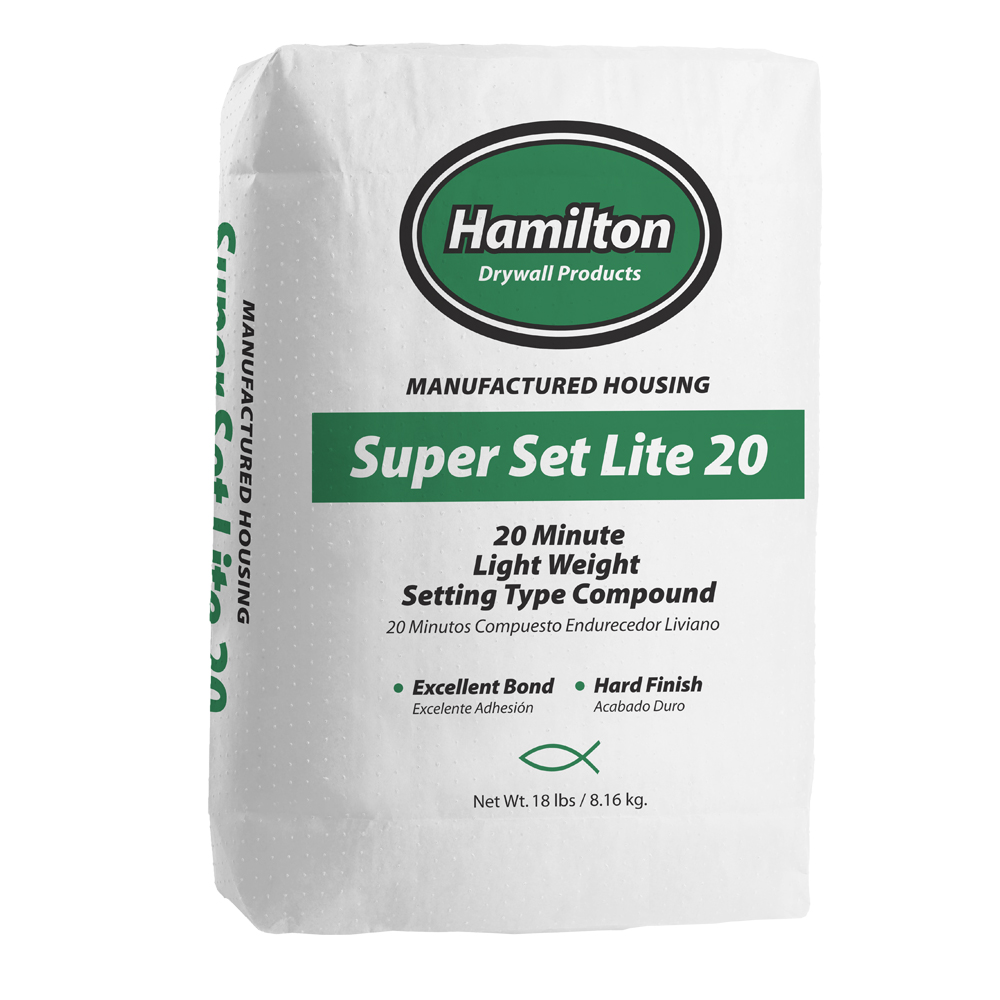 Hamilton
Drywall Products
MANUFACTURED HOUSING
Super Set Lite 20
20 Minute
Light Weight
Setting Type Compound
20 Minutos Compuesto Endurecedor Liviano
• Excellent Bond • Hard Finish
Excelente Adhesión Acabado Duro
Net Wt. 18 lbs / 8.16 kg.
MANUFACTURED HOUSING
Super Set Lite 20